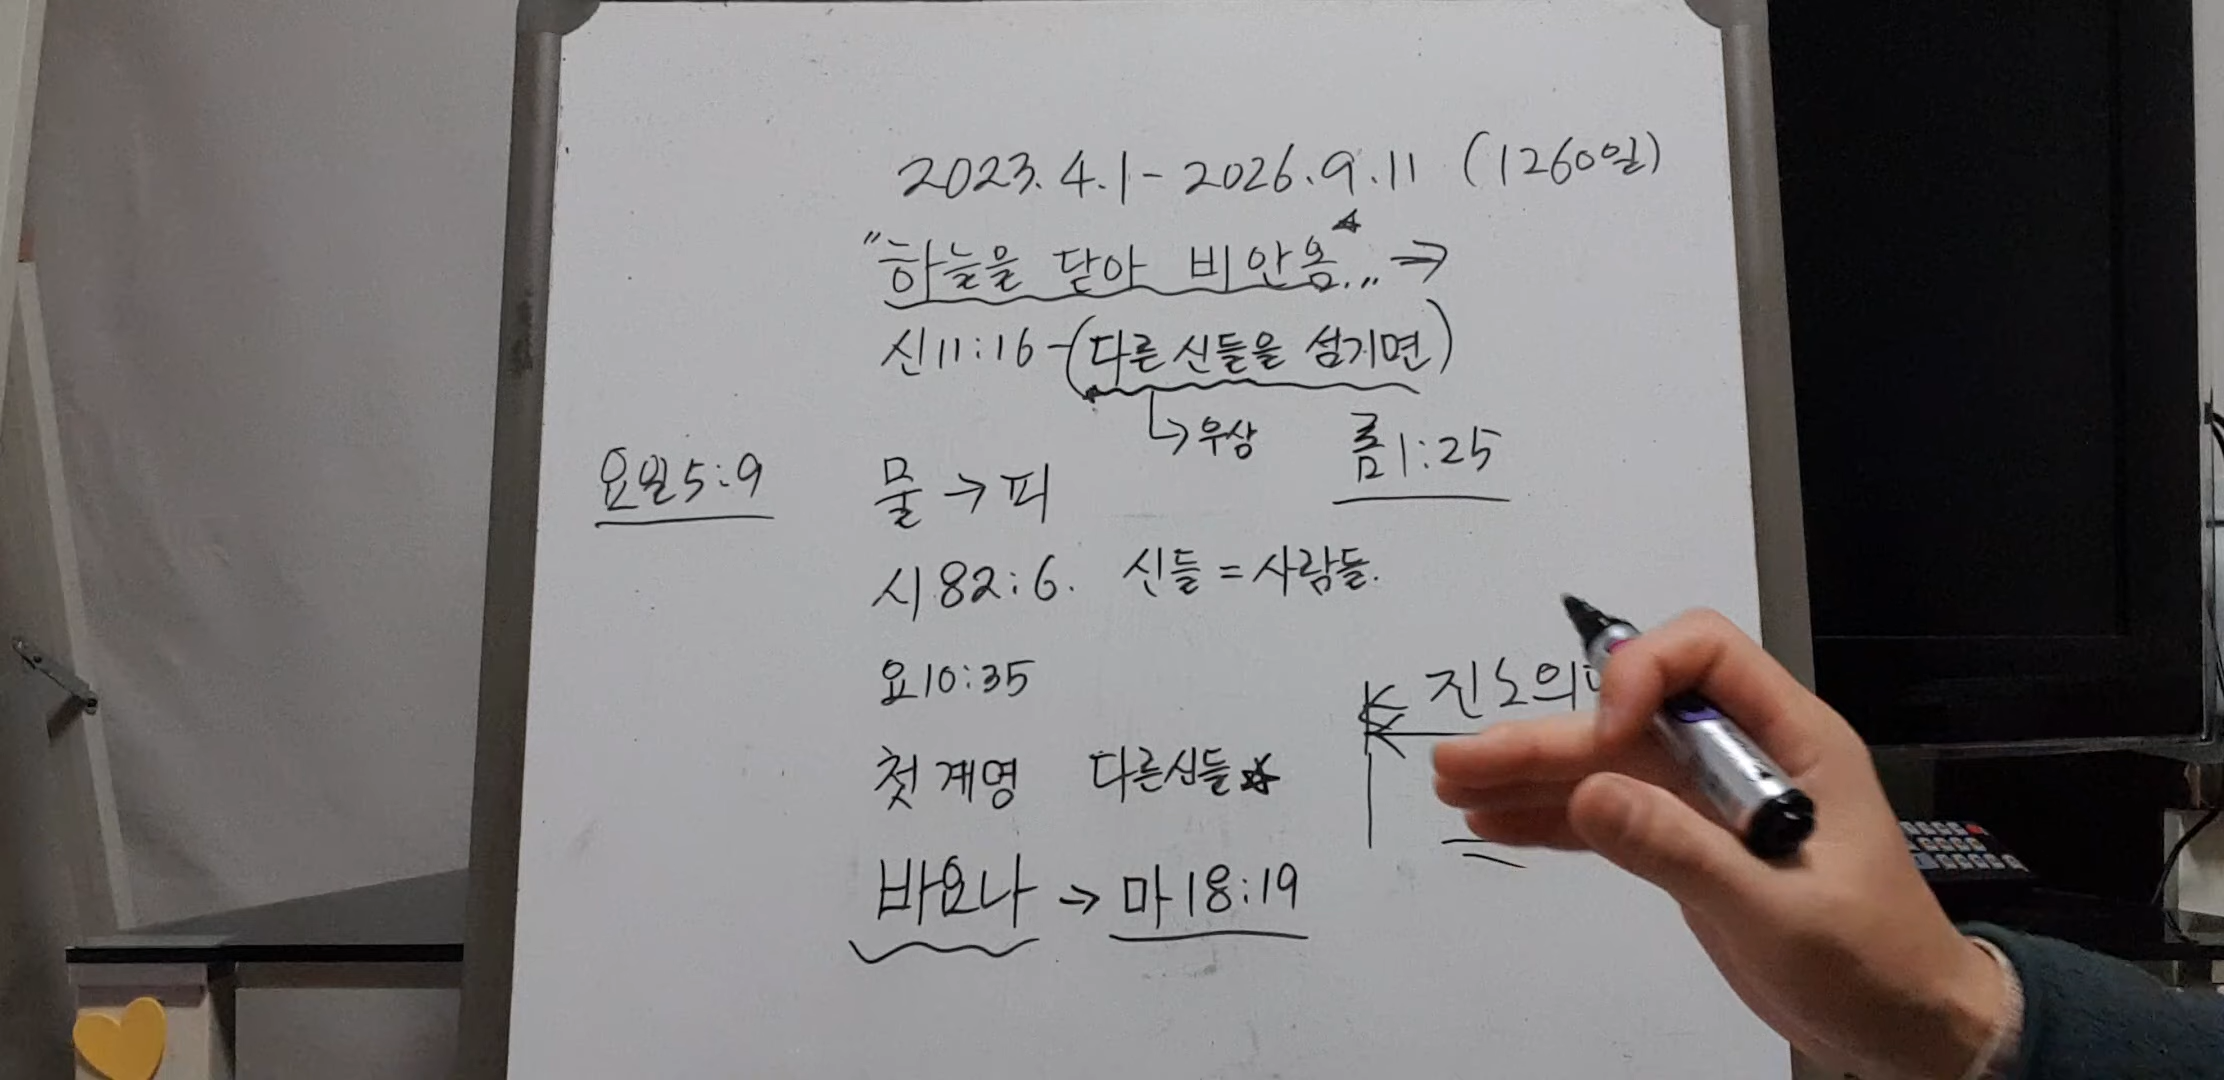 2023.4.1 - 2026.9.11 (1260일)
"하늘을 닫아 비안옴..." →
신11:16 - (다른 신들을 섬기면)
→ 우상
롬1:25
요일5:9
물 → 피
시82:6. 신들 = 사람들.
요10:35
진노의
첫 계명 다른신들
바요나 → 마18:19